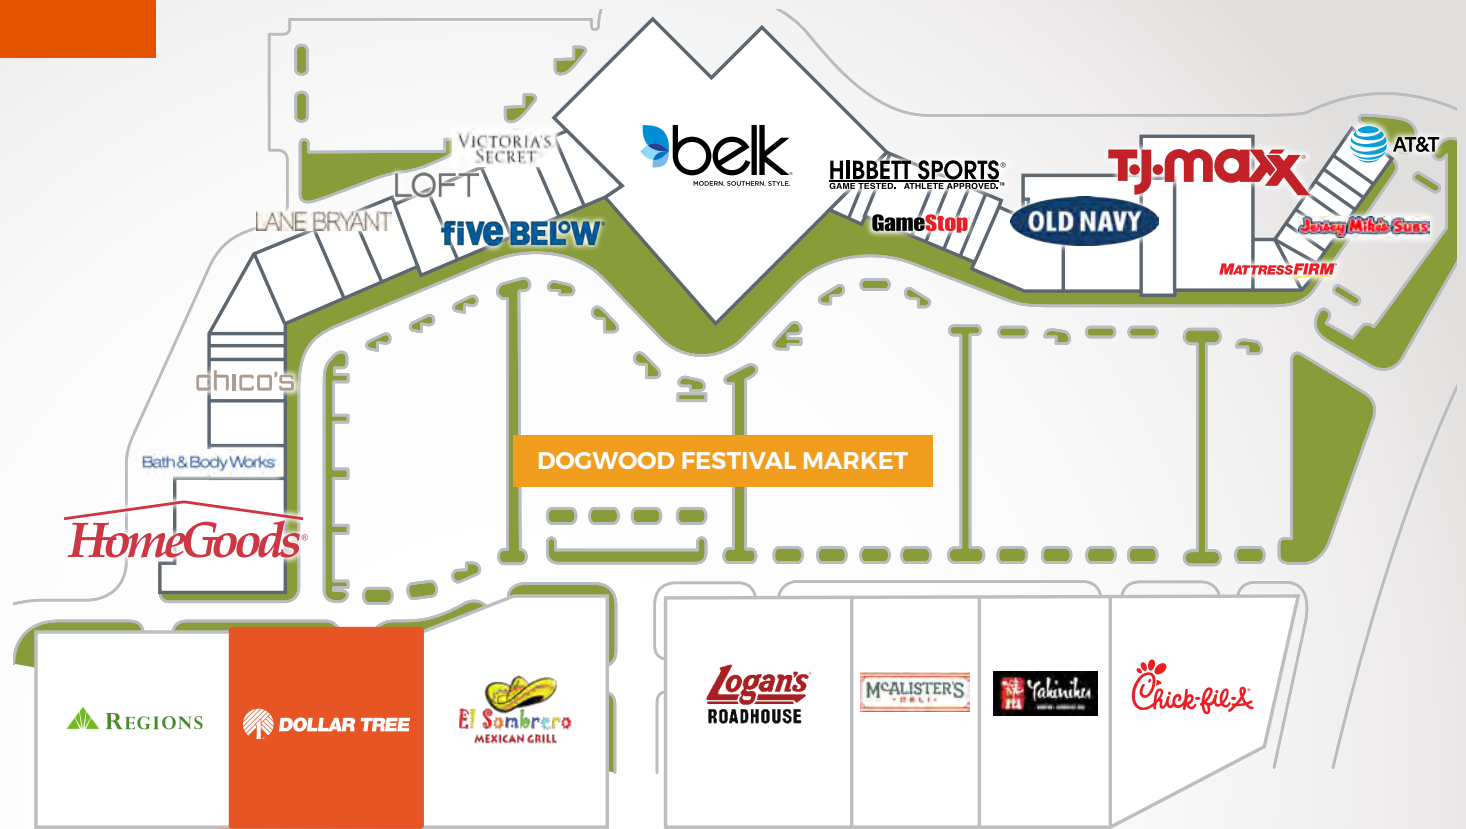 belk
MODERN. SOUTHERN. STYLE.
VICTORIA'S
SECRET
LOFT
LANE BRYANT
five BELOW
HIBBETT SPORTS®
GAME TESTED. ATHLETE APPROVED.™
GameStop
OLD NAVY
T·J·maxx®
AT&T
Jersey Mike's Subs
MATTRESSFIRM
chico's
Bath & Body Works
HomeGoods®
DOGWOOD FESTIVAL MARKET
REGIONS
DOLLAR TREE
El Sombrero
MEXICAN GRILL
Logan's
ROADHOUSE
MCALISTER'S
DELI
Yakiniku
Chick-fil-A